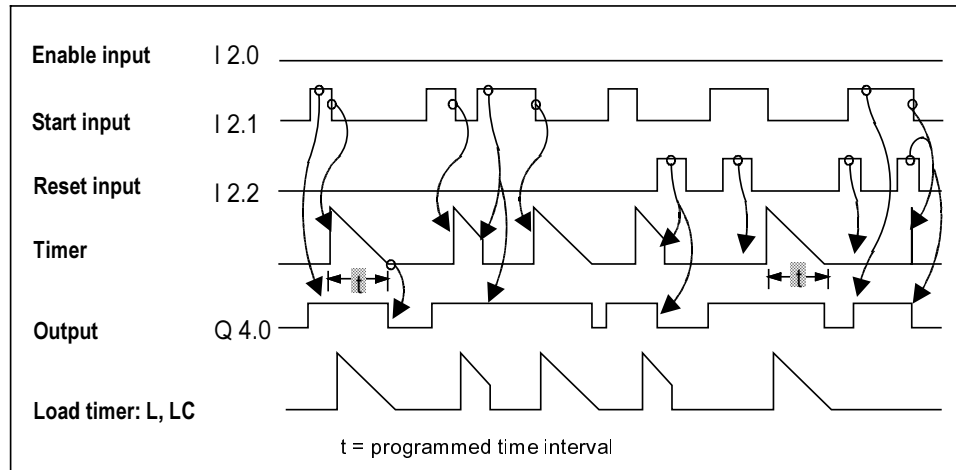 Enable input I 2.0
Start input I 2.1
Reset input I 2.2
Timer
t t
Output Q 4.0
Load timer: L, LC
t = programmed time interval